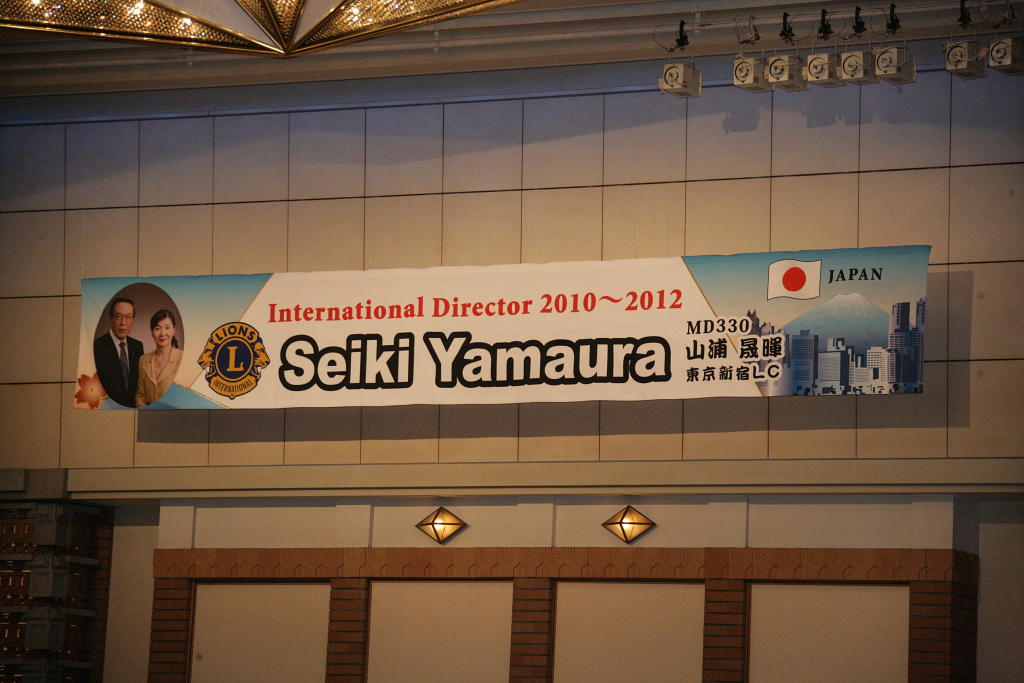 LIONS
L
INTERNATIONAL
International Director 2010～2012
Seiki Yamaura
MD330
山浦 晟暉
東京新宿LC
JAPAN